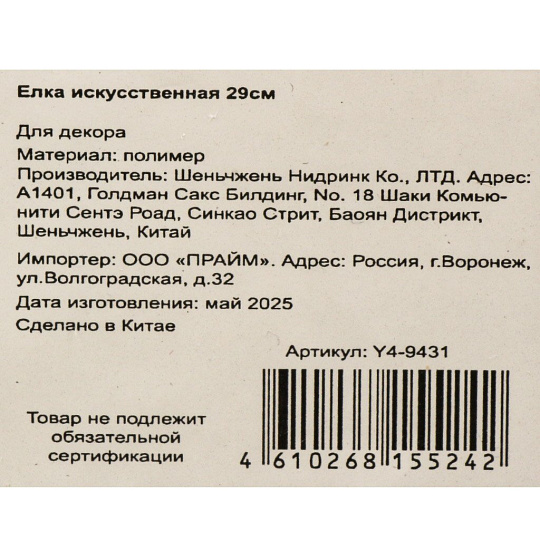 Елка искусственная 29см
Для декора
Материал: полимер
Производитель: Шеньчжень Нидринк Ко., ЛТД. Адрес:
А1401, Голдман Сакс Билдинг, No. 18 Шаки Комью-
нити Сентэ Роад, Синкао Стрит, Баоян Дистрикт,
Шеньчжень, Китай
Импортер: ООО «ПРАЙМ». Адрес: Россия, г.Воронеж,
ул.Волгоградская, д.32
Дата изготовления: май 2025
Сделано в Китае
Артикул: Y4-9431
Товар не подлежит
обязательной
сертификации
4 610268 155242